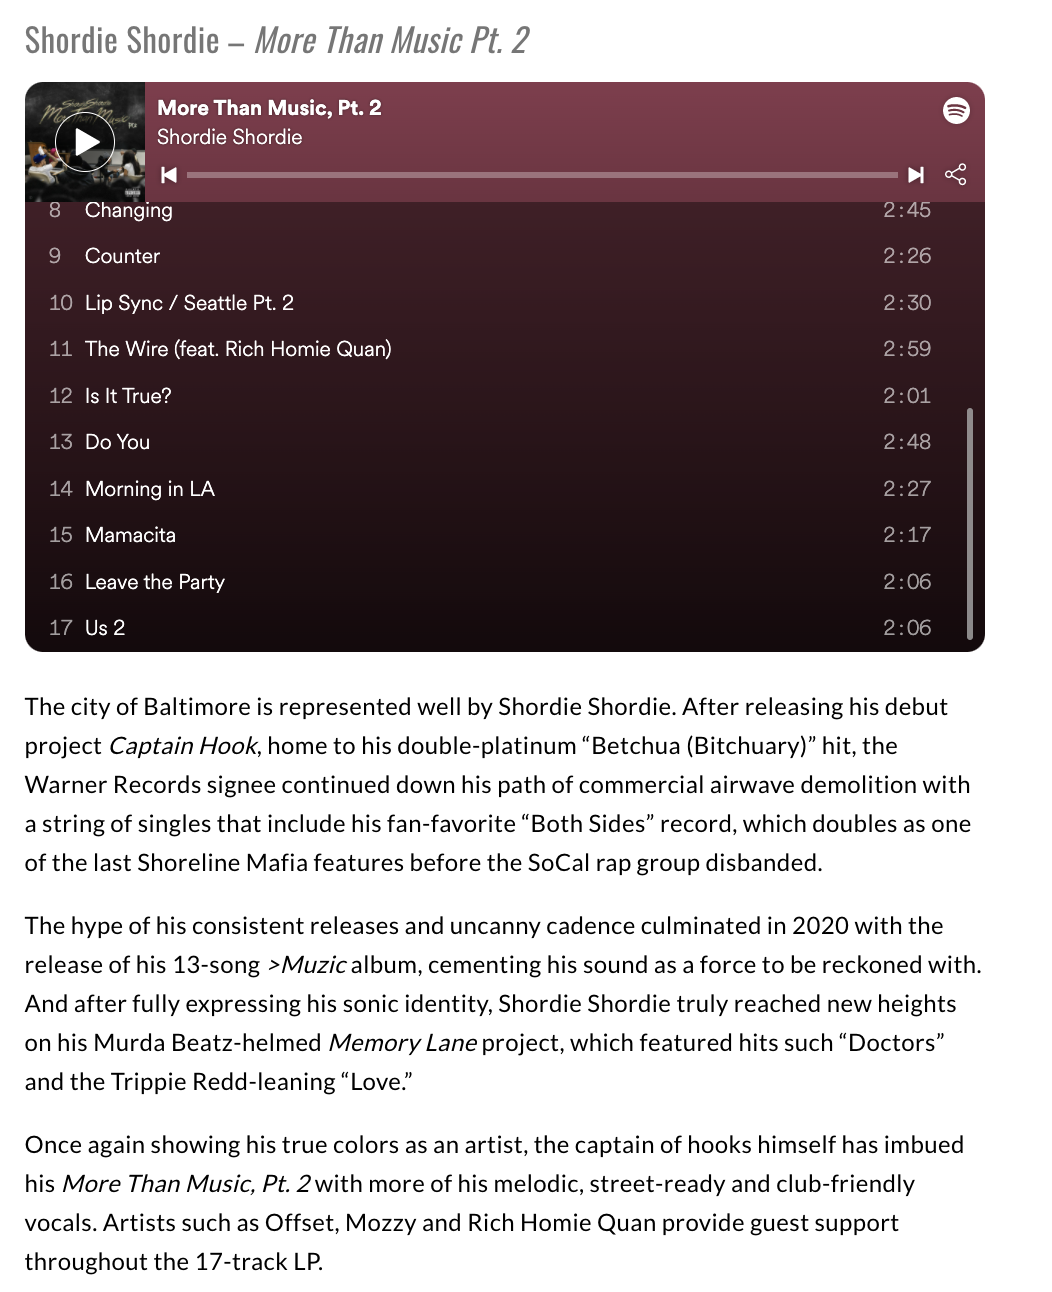 Shordie Shordie – More Than Music Pt. 2
More Than Music, Pt. 2
Shordie Shordie
8 Changing 2:45
9 Counter 2:26
10 Lip Sync / Seattle Pt. 2 2:30
11 The Wire (feat. Rich Homie Quan) 2:59
12 Is It True? 2:01
13 Do You 2:48
14 Morning in LA 2:27
15 Mamacita 2:17
16 Leave the Party 2:06
17 Us 2 2:06
The city of Baltimore is represented well by Shordie Shordie. After releasing his debut
project Captain Hook, home to his double-platinum “Betchua (Bitchuary)” hit, the
Warner Records signee continued down his path of commercial airwave demolition with
a string of singles that include his fan-favorite “Both Sides” record, which doubles as one
of the last Shoreline Mafia features before the SoCal rap group disbanded.
The hype of his consistent releases and uncanny cadence culminated in 2020 with the
release of his 13-song >Muzic album, cementing his sound as a force to be reckoned with.
And after fully expressing his sonic identity, Shordie Shordie truly reached new heights
on his Murda Beatz-helmed Memory Lane project, which featured hits such “Doctors”
and the Trippie Redd-leaning “Love.”
Once again showing his true colors as an artist, the captain of hooks himself has imbued
his More Than Music, Pt. 2 with more of his melodic, street-ready and club-friendly
vocals. Artists such as Offset, Mozzy and Rich Homie Quan provide guest support
throughout the 17-track LP.